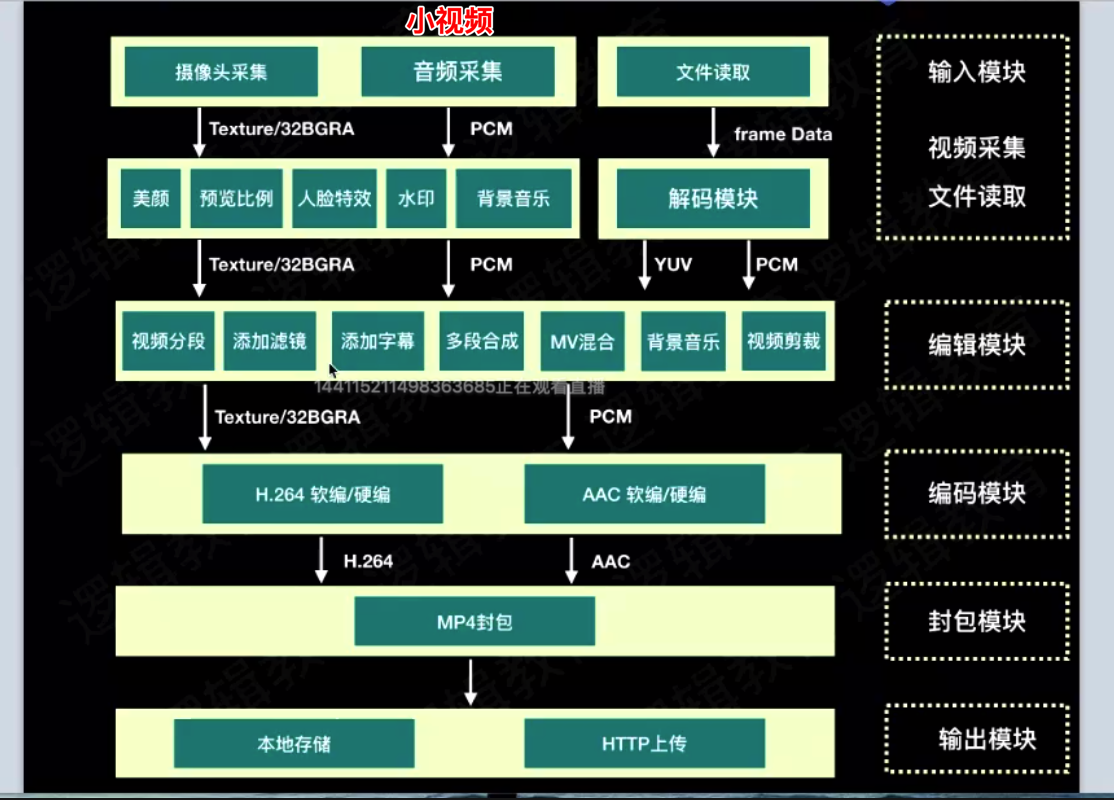 小视频
摄像头采集 音频采集 文件读取 输入模块
Texture/32BGRA PCM frame Data
视频采集
美颜 预览比例 人脸特效 水印 背景音乐 解码模块 文件读取
Texture/32BGRA PCM YUV PCM
视频分段 添加滤镜 添加字幕 多段合成 MV混合 背景音乐 视频剪裁 编辑模块
144115211498363685正在观看直播
Texture/32BGRA PCM
H.264 软编/硬编 AAC 软编/硬编 编码模块
H.264 AAC
MP4封包 封包模块
本地存储 HTTP上传 输出模块
逻辑教育